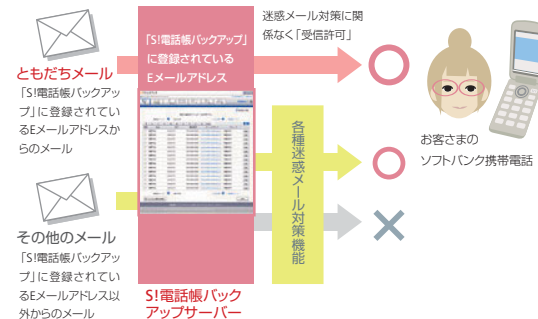 迷惑メール対策に関
係なく「受信許可」
「S!電話帳バックアップ」
に登録されている
Eメールアドレス
ともだちメール
「S!電話帳バックアッ
プ」に登録されてい
るEメールアドレスか
らのメール
お客さまの
ソフトバンク携帯電話
各種迷惑メール対策機能
その他のメール
「S!電話帳バックアッ
プ」に登録されてい
るEメールアドレス以
外からのメール
S!電話帳バック
アップサーバー